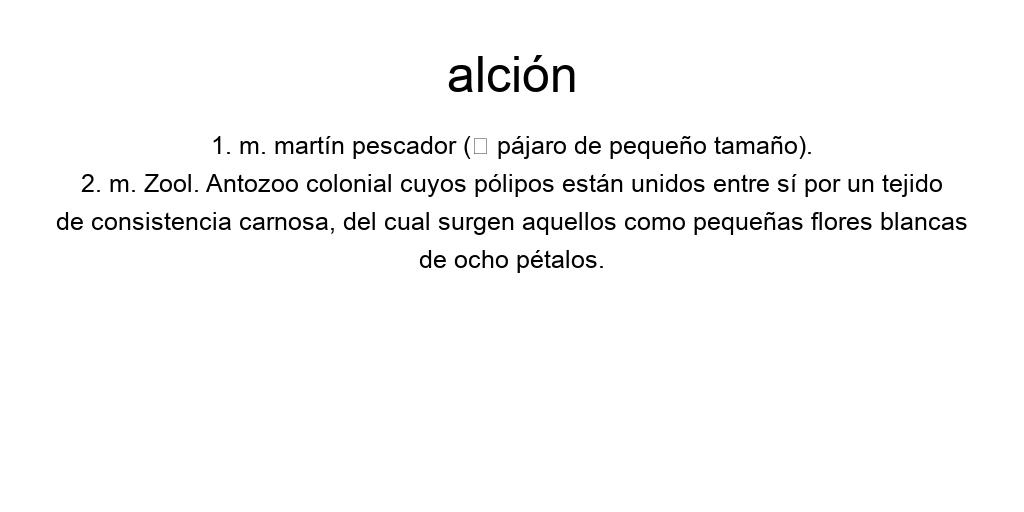 alción
1. m. martín pescador (□ pájaro de pequeño tamaño).
2. m. Zool. Antozoo colonial cuyos pólipos están unidos entre sí por un tejido
de consistencia carnosa, del cual surgen aquellos como pequeñas flores blancas
de ocho pétalos.